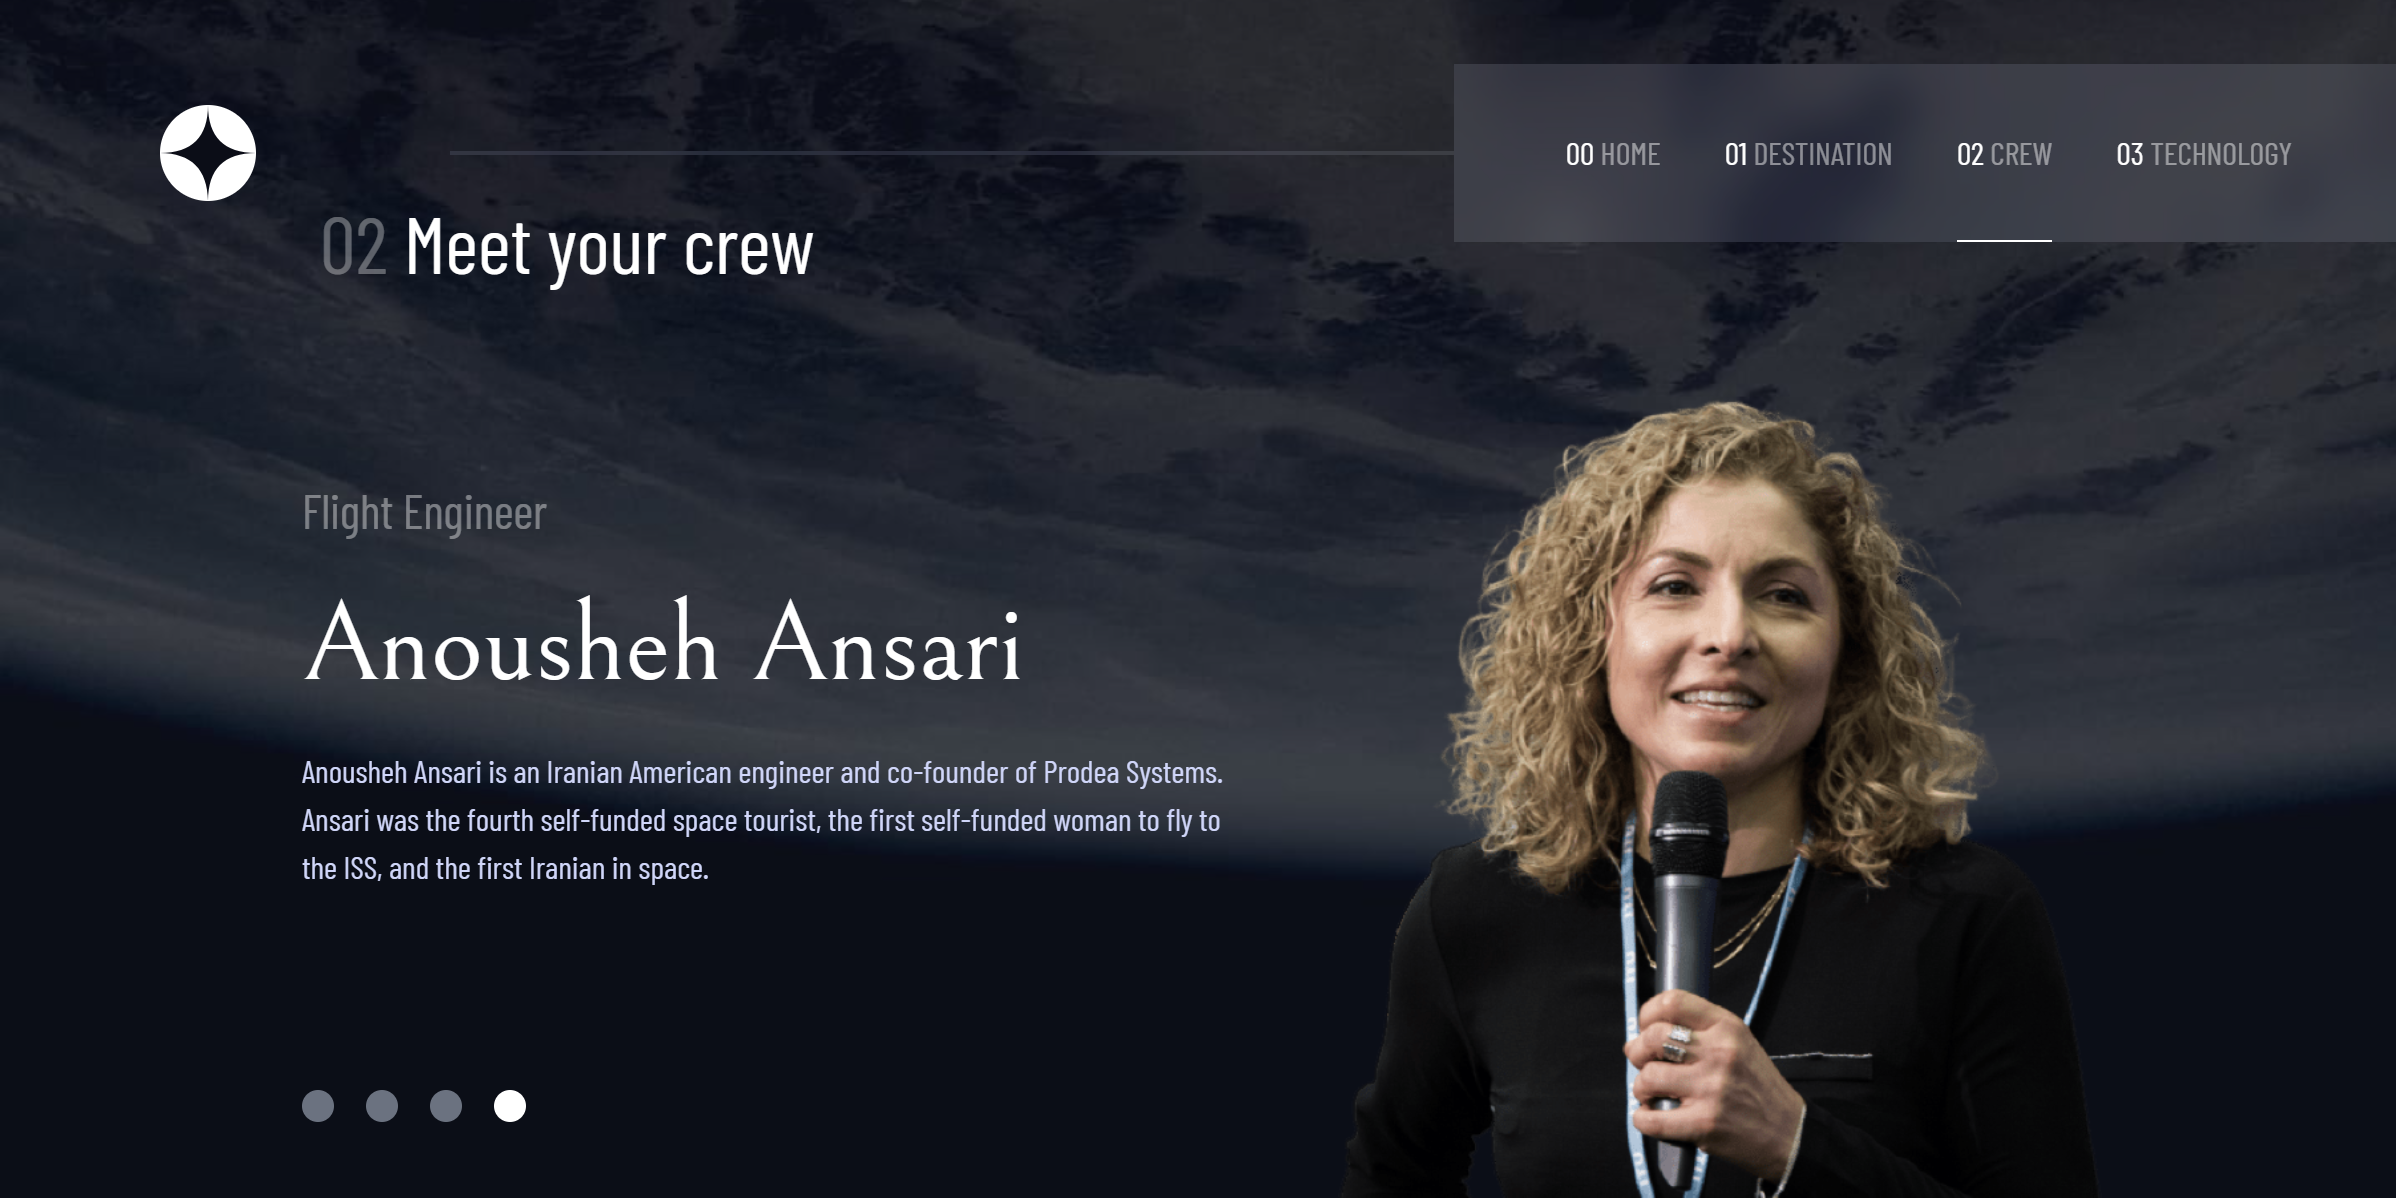 00 HOME 01 DESTINATION 02 CREW 03 TECHNOLOGY
02 Meet your crew
Flight Engineer
Anousheh Ansari
Anousheh Ansari is an Iranian American engineer and co-founder of Prodea Systems.
Ansari was the fourth self-funded space tourist, the first self-funded woman to fly to
the ISS, and the first Iranian in space.